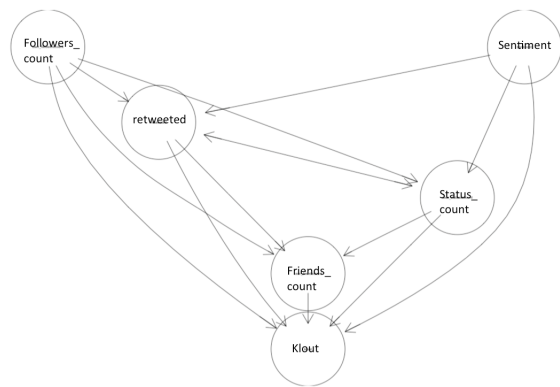 Followers_
count
Sentiment
retweeted
Status_
count
Friends_
count
Klout